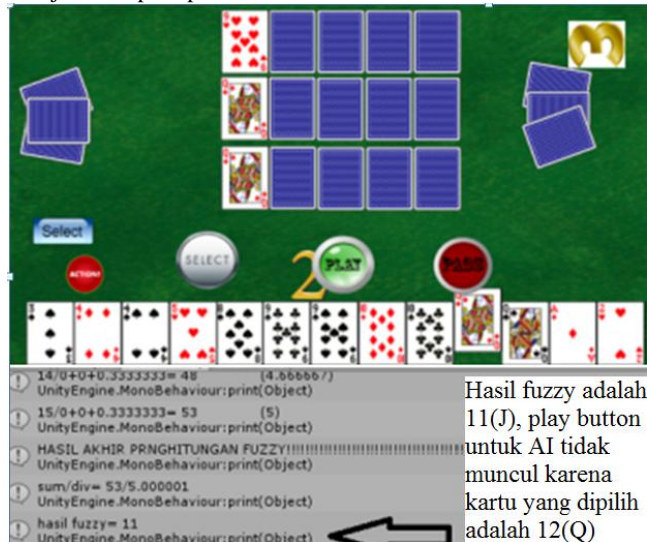 Select
ACTION!
SELECT
2
PLAY
14/0+0+0.3333333= 48 (4.666667)
UnityEngine.MonoBehaviour:print(Object)
15/0+0+0.3333333= 53 (5)
UnityEngine.MonoBehaviour:print(Object)
HASIL AKHIR PRNGHITUNGAN FUZZY!!!!!!!!!!!!!!!!!!!!!!!!!!!!!!!!!!!!
UnityEngine.MonoBehaviour:print(Object)
sum/div= 53/5.000001
UnityEngine.MonoBehaviour:print(Object)
hasil fuzzy= 11
UnityEngine.MonoBehaviour:print(Object)
Hasil fuzzy adalah
11(J), play button
untuk AI tidak
muncul karena
kartu yang dipilih
adalah 12(Q)